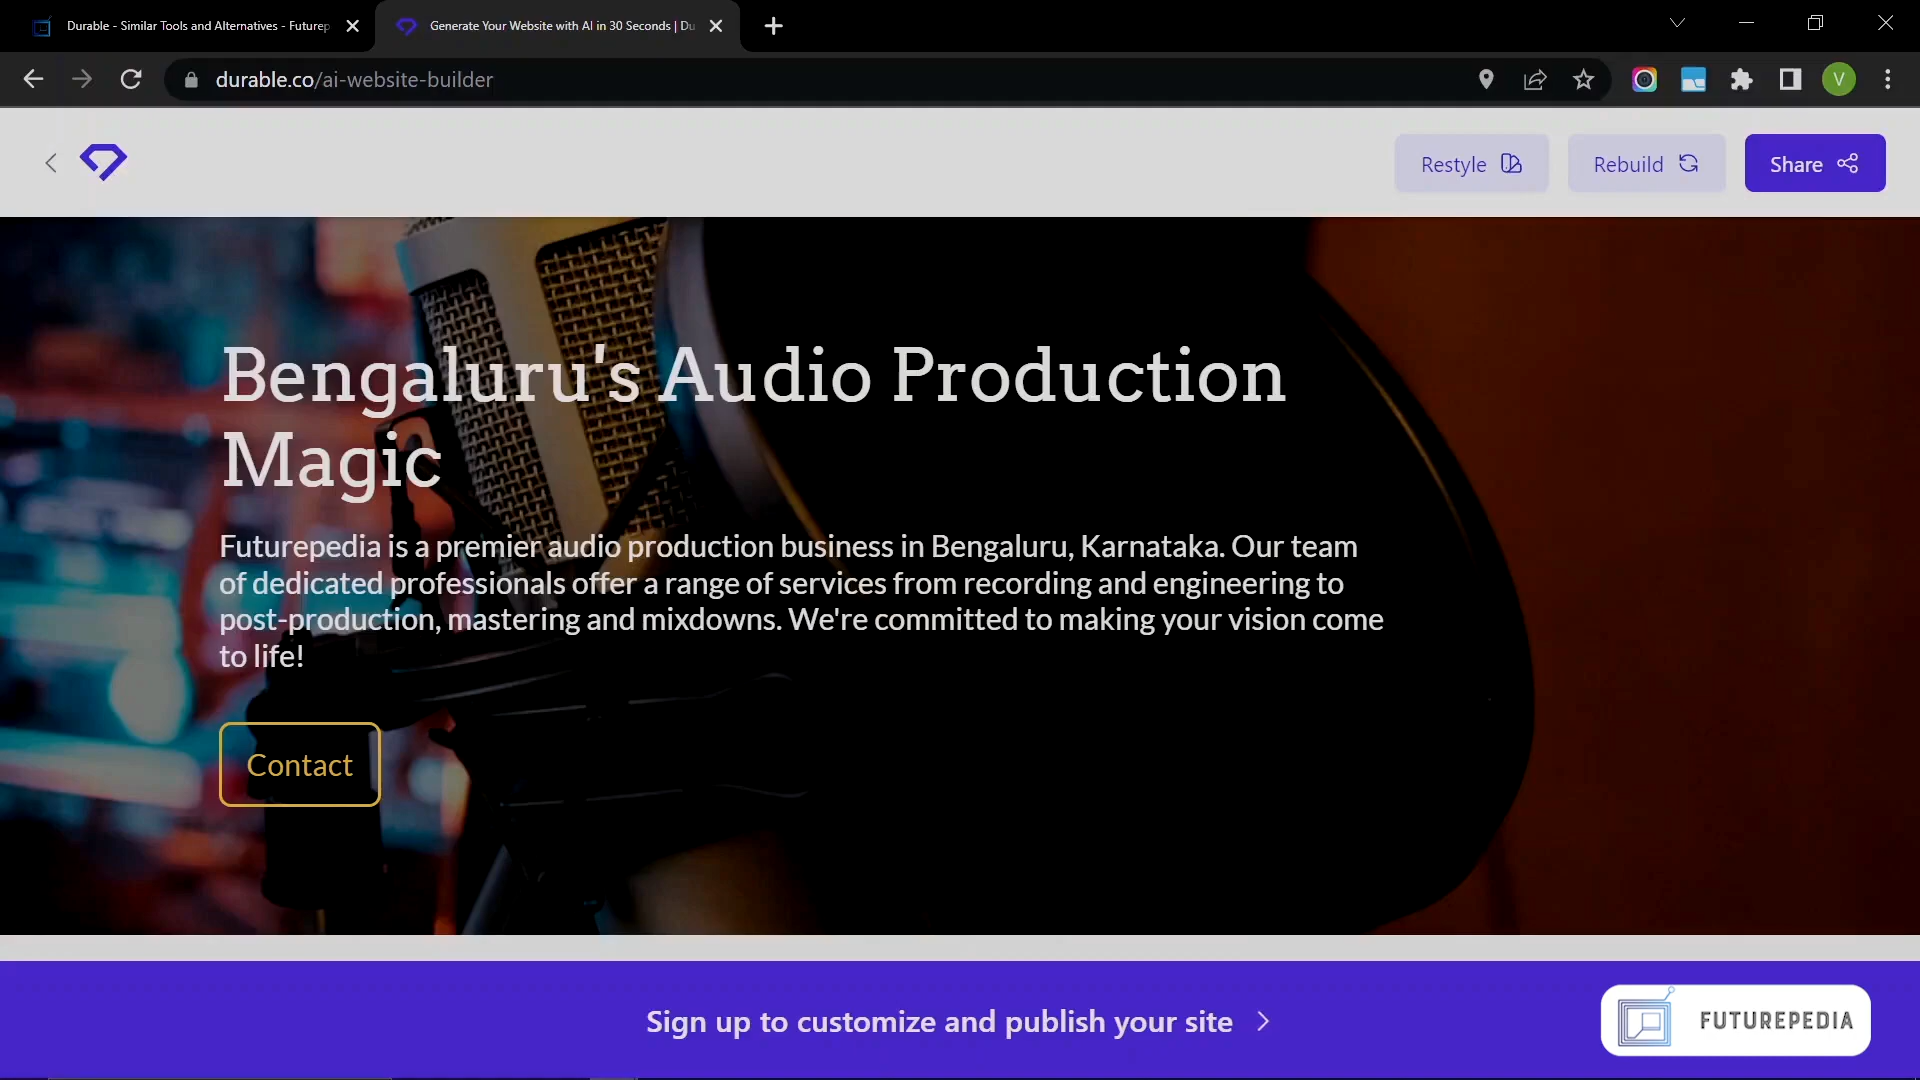 Durable - Similar Tools and Alternatives - Futurep
Generate Your Website with AI in 30 Seconds | Du
durable.co/ai-website-builder
V
Restyle
Rebuild
Share
Bengaluru's Audio Production
Magic
Futurepedia is a premier audio production business in Bengaluru, Karnataka. Our team
of dedicated professionals offer a range of services from recording and engineering to
post-production, mastering and mixdowns. We're committed to making your vision come
to life!
Contact
Sign up to customize and publish your site
FUTUREPEDIA